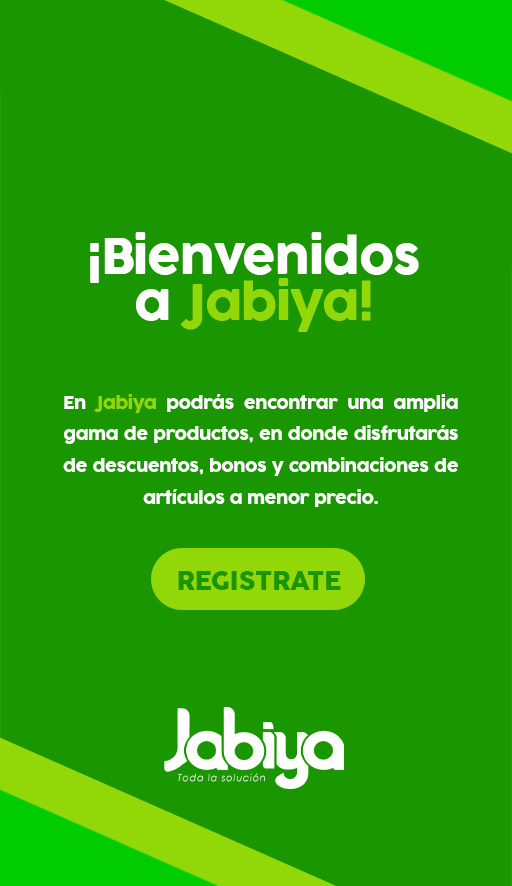 ¡Bienvenidos
a Jabiya!
En Jabiya podrás encontrar una amplia
gama de productos, en donde disfrutarás
de descuentos, bonos y combinaciones de
artículos a menor precio.
REGISTRATE
Jabiya
Toda la solución